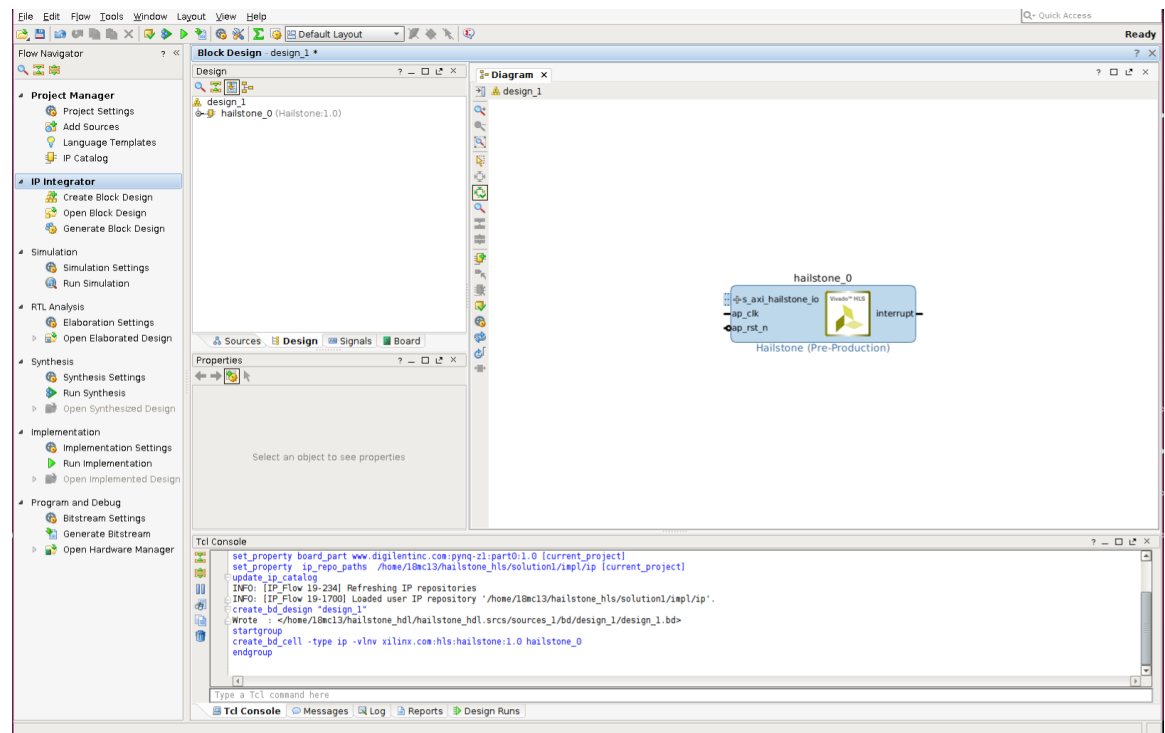 File Edit Flow Tools Window Layout View Help
Q- Quick Access
Default Layout
Ready
Flow Navigator ? «
Project Manager
Project Settings
Add Sources
Language Templates
IP Catalog
IP Integrator
Create Block Design
Open Block Design
Generate Block Design
Simulation
Simulation Settings
Run Simulation
RTL Analysis
Elaboration Settings
Open Elaborated Design
Synthesis
Synthesis Settings
Run Synthesis
Open Synthesized Design
Implementation
Implementation Settings
Run Implementation
Open Implemented Design
Program and Debug
Bitstream Settings
Generate Bitstream
Open Hardware Manager
Block Design - design_1 *
Design
design_1
hailstone_0 (Hailstone:1.0)
Sources Design Signals Board
Properties
Select an object to see properties
Diagram ×
design_1
hailstone_0
s_axi_hailstone_io
ap_clk
ap_rst_n
Vivado™ HLS
interrupt
Hailstone (Pre-Production)
Tcl Console
set_property board_part www.digilentinc.com:pynq-z1:part0:1.0 [current_project]
set_property ip_repo_paths /home/18mc13/hailstone_hls/solution1/impl/ip [current_project]
update_ip_catalog
INFO: [IP_Flow 19-234] Refreshing IP repositories
INFO: [IP_Flow 19-1700] Loaded user IP repository '/home/18mc13/hailstone_hls/solution1/impl/ip'.
create_bd_design "design_1"
Wrote : </home/18mc13/hailstone_hdl/hailstone_hdl.srcs/sources_1/bd/design_1/design_1.bd>
startgroup
create_bd_cell -type ip -vlnv xilinx.com:hls:hailstone:1.0 hailstone_0
endgroup
Type a Tcl command here
Tcl Console Messages Log Reports Design Runs